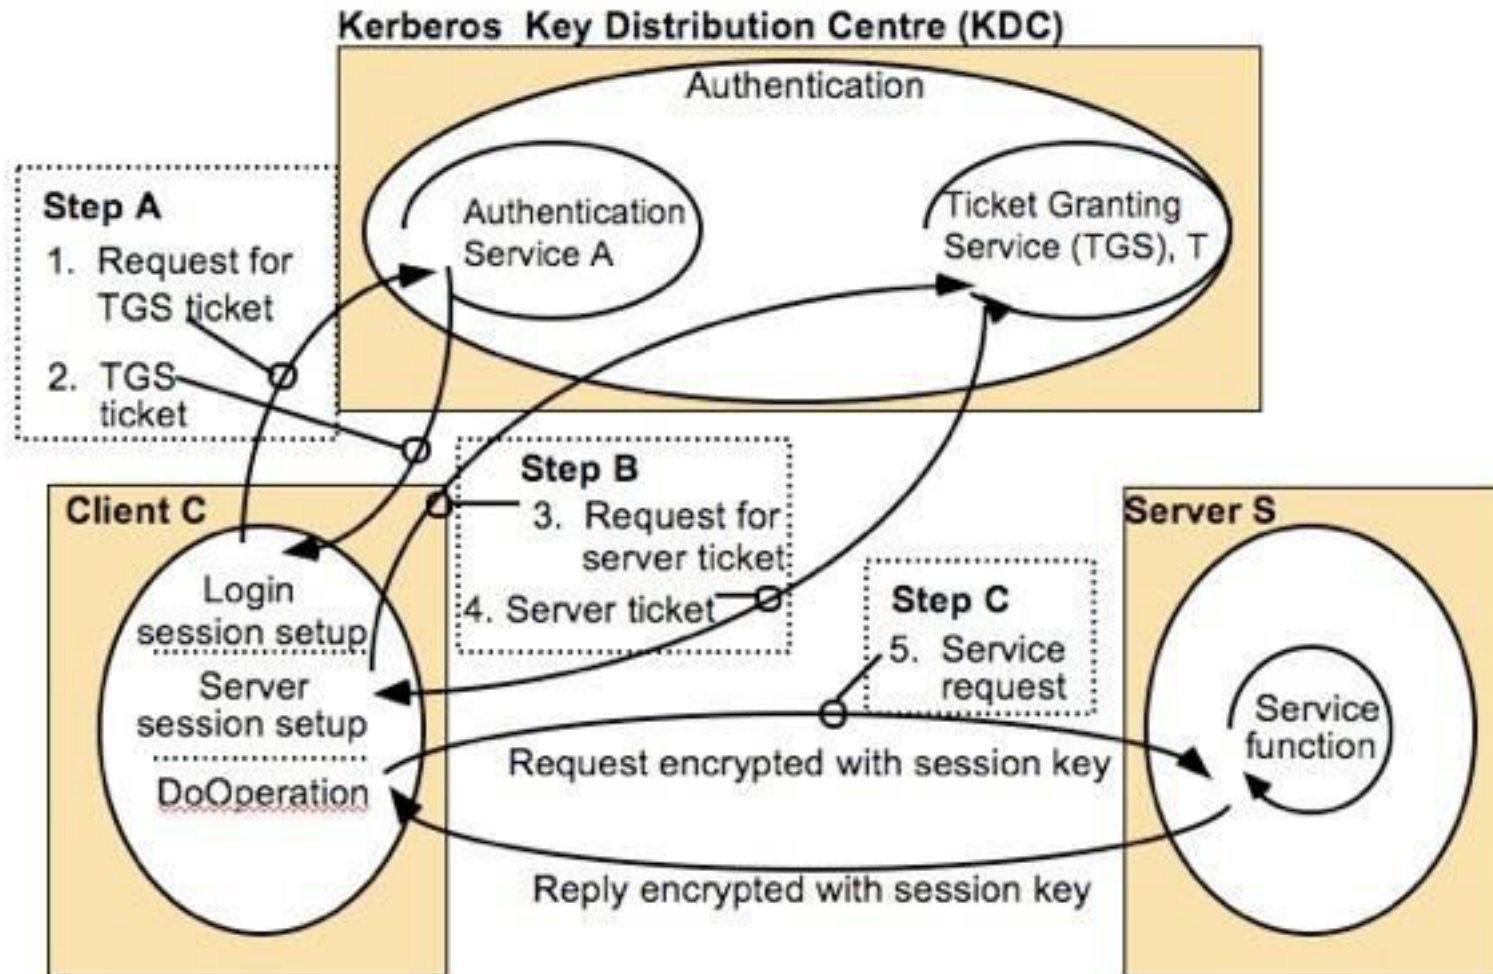 Kerberos Key Distribution Centre (KDC)
Authentication
Authentication
Service A
Ticket Granting
Service (TGS), T
Step A
1. Request for
TGS ticket
2. TGS
ticket
Step B
3. Request for
server ticket
4. Server ticket
Client C
Login
session setup
Server
session setup
DoOperation
Step C
5. Service
request
Server S
Service
function
Request encrypted with session key
Reply encrypted with session key